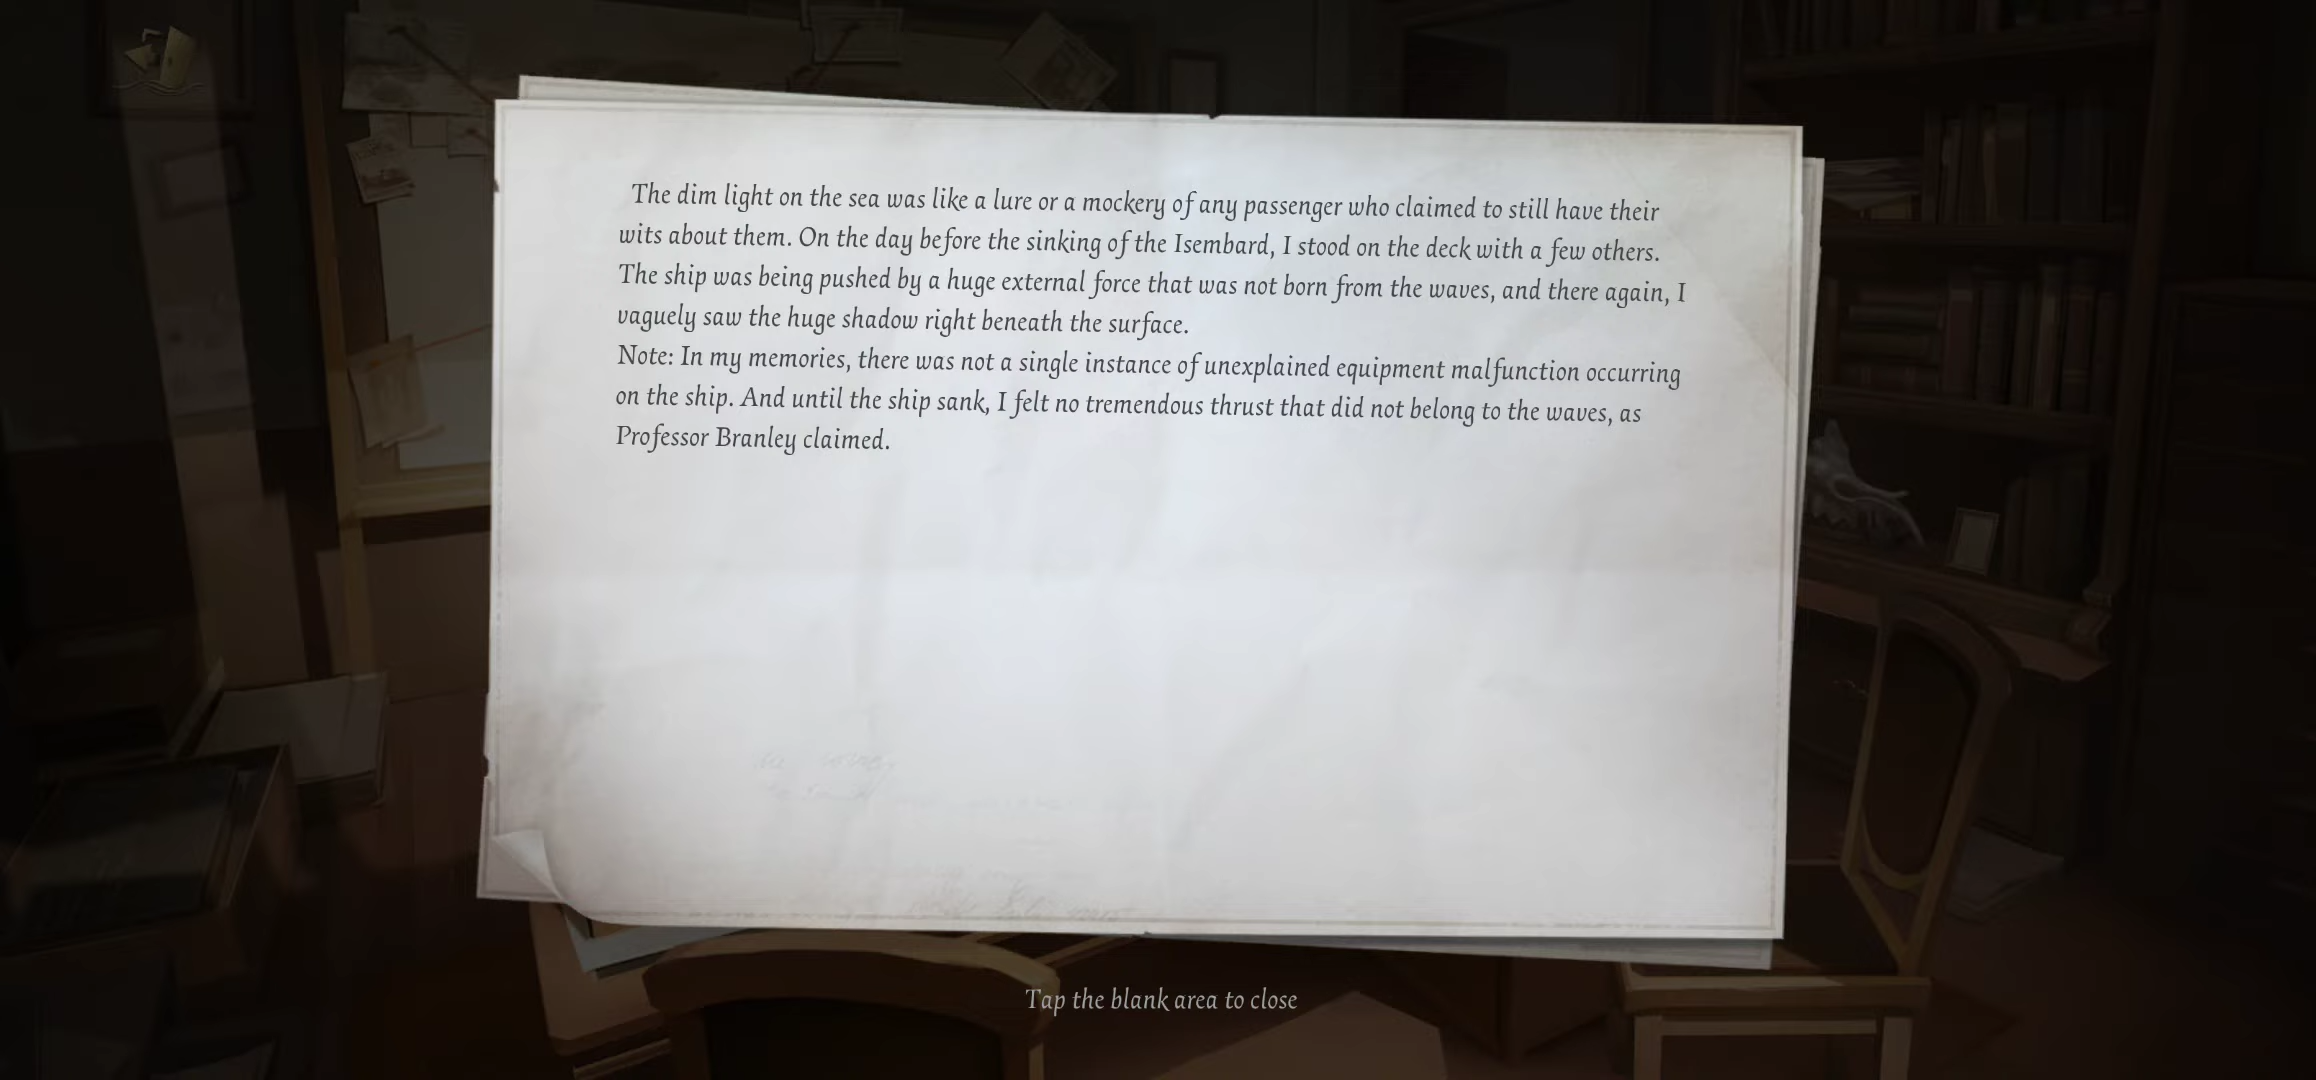 The dim light on the sea was like a lure or a mockery of any passenger who claimed to still have their
wits about them. On the day before the sinking of the Isembard, I stood on the deck with a few others.
The ship was being pushed by a huge external force that was not born from the waves, and there again, I
vaguely saw the huge shadow right beneath the surface.
Note: In my memories, there was not a single instance of unexplained equipment malfunction occurring
on the ship. And until the ship sank, I felt no tremendous thrust that did not belong to the waves, as
Professor Branley claimed.
Tap the blank area to close